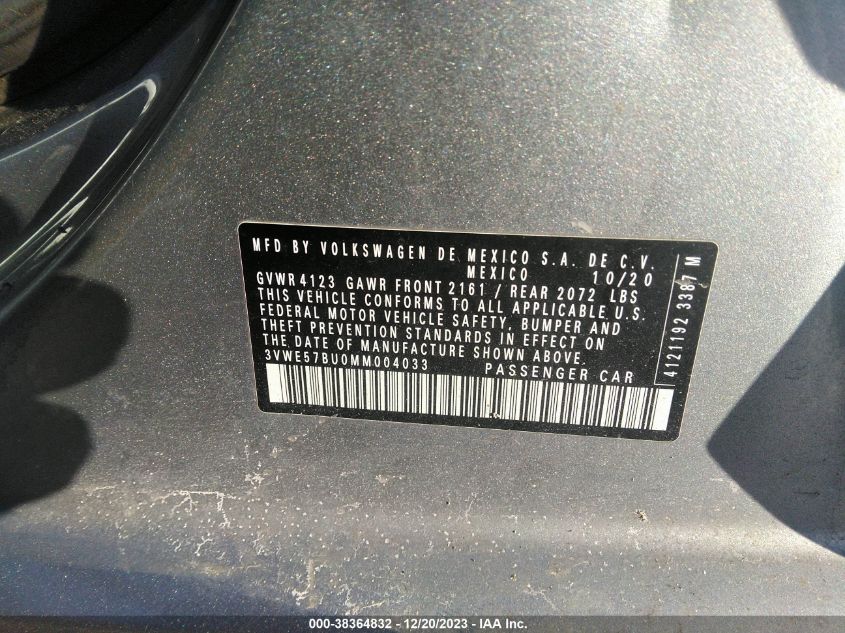 MFD BY VOLKSWAGEN DE MEXICO S.A. DE C.V.
MEXICO 10/20
GVWR 4123 GAWR FRONT 2161 / REAR 2072 LBS
THIS VEHICLE CONFORMS TO ALL APPLICABLE U.S.
FEDERAL MOTOR VEHICLE SAFETY, BUMPER AND
THEFT PREVENTION STANDARDS IN EFFECT ON
THE DATE OF MANUFACTURE SHOWN ABOVE.
3VWE57BU0MM004033 PASSENGER CAR
4121192 3387 M
000-38364832 - 12/20/2023 - IAA Inc.